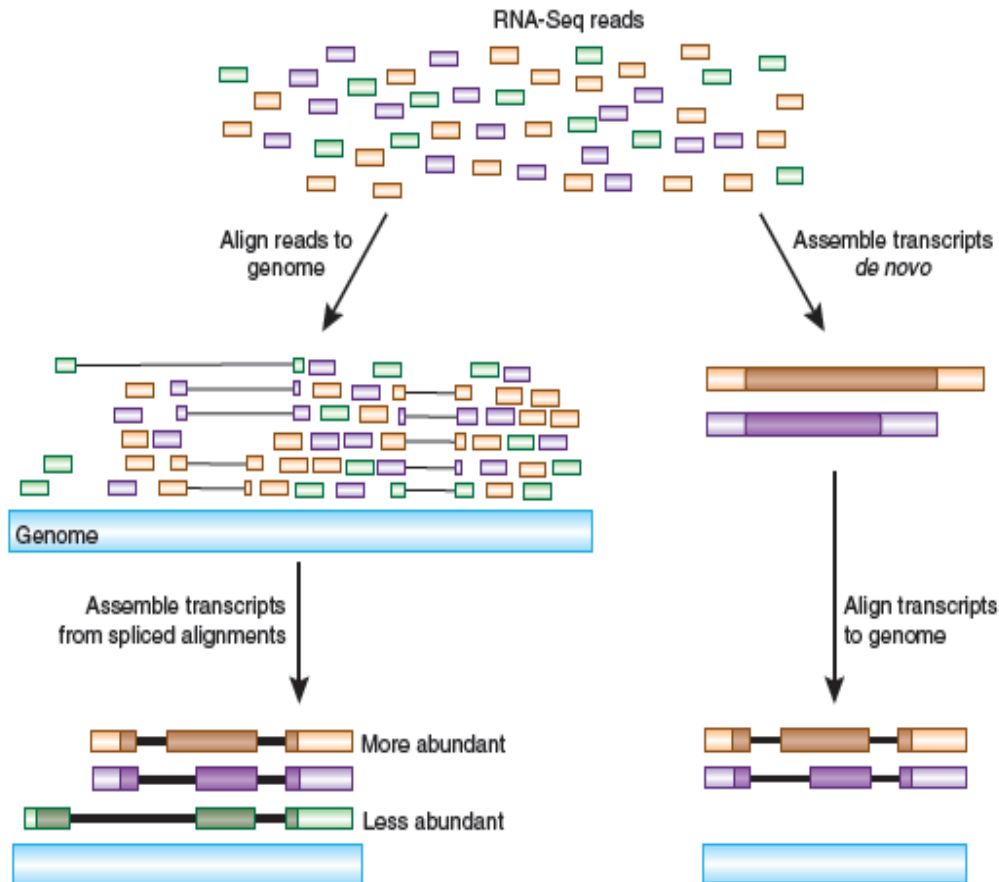 RNA-Seq reads
Align reads to
genome
Assemble transcripts
de novo
Genome
Assemble transcripts
from spliced alignments
Align transcripts
to genome
More abundant
Less abundant